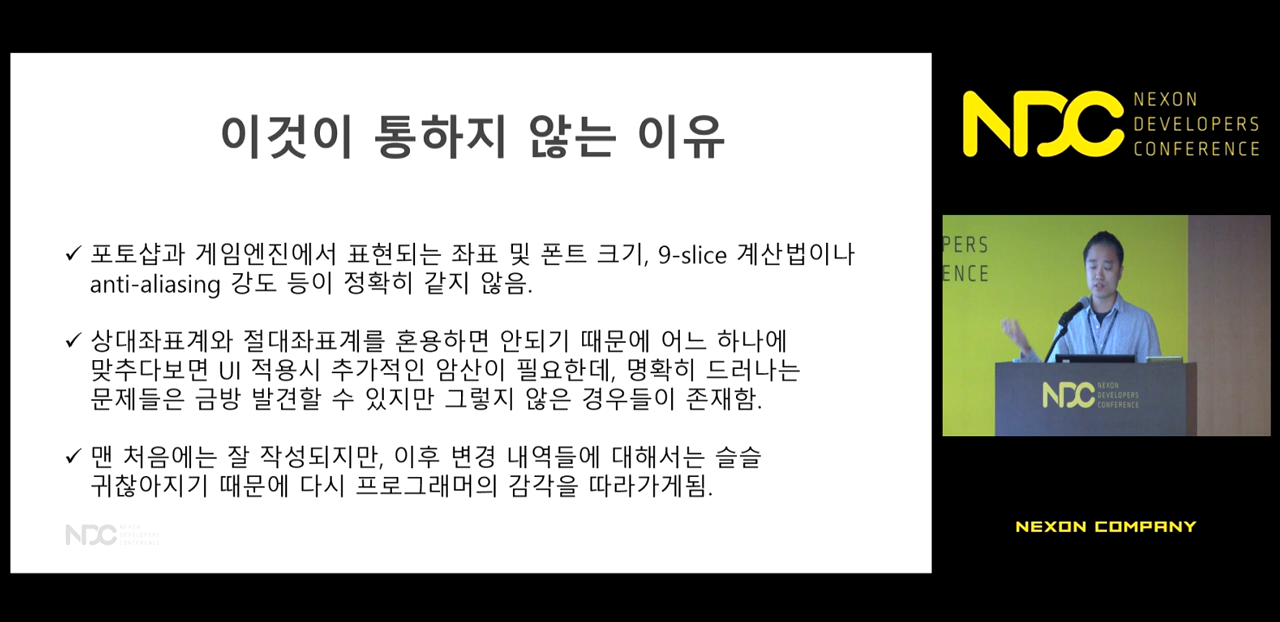 이것이 통하지 않는 이유
✓ 포토샵과 게임엔진에서 표현되는 좌표 및 폰트 크기, 9-slice 계산법이나
anti-aliasing 강도 등이 정확히 같지 않음.
✓ 상대좌표계와 절대좌표계를 혼용하면 안되기 때문에 어느 하나에
맞추다보면 UI 적용시 추가적인 암산이 필요한데, 명확히 드러나는
문제들은 금방 발견할 수 있지만 그렇지 않은 경우들이 존재함.
✓ 맨 처음에는 잘 작성되지만, 이후 변경 내역들에 대해서는 슬슬
귀찮아지기 때문에 다시 프로그래머의 감각을 따라가게됨.
NDC
NEXON
DEVELOPERS
CONFERENCE
NDC
NEXON
DEVELOPERS
CONFERENCE
PERS
ENCE
NDC
NEXON
DEVELOPERS
CONFERENCE
NEXON COMPANY